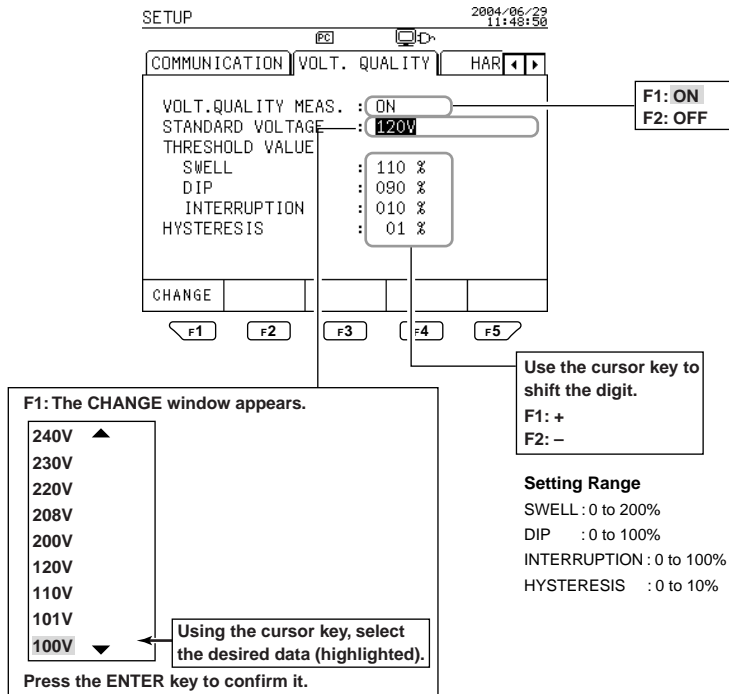 SETUP
2004/06/29
11:48:50
PC
COMMUNICATION VOLT. QUALITY HAR
VOLT.QUALITY MEAS. : ON
STANDARD VOLTAGE : 120V
THRESHOLD VALUE
SWELL : 110 %
DIP : 090 %
INTERRUPTION : 010 %
HYSTERESIS : 01 %
CHANGE
F1 F2 F3 F4 F5
F1: ON
F2: OFF
Use the cursor key to
shift the digit.
F1: +
F2: –
Setting Range
SWELL : 0 to 200%
DIP : 0 to 100%
INTERRUPTION : 0 to 100%
HYSTERESIS : 0 to 10%
F1: The CHANGE window appears.
240V
230V
220V
208V
200V
120V
110V
101V
100V
Using the cursor key, select
the desired data (highlighted).
Press the ENTER key to confirm it.